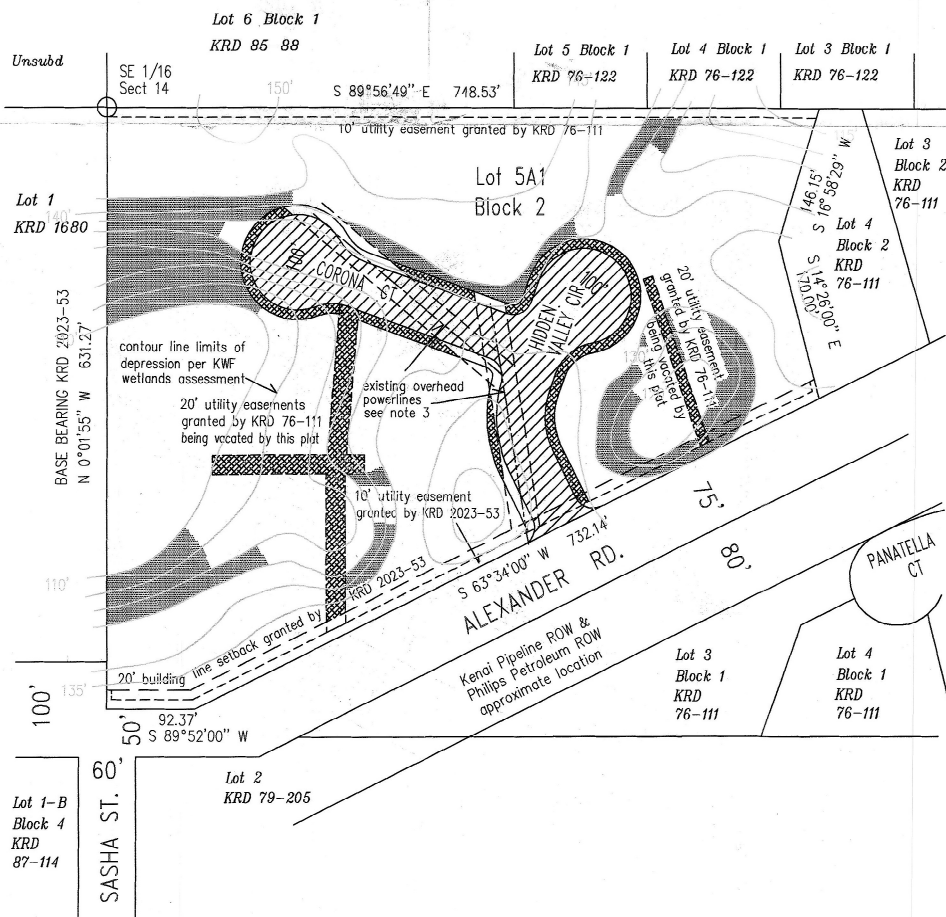 Lot 6 Block 1
KRD 85 88
Unsubd
SE 1/16
Sect 14
150'
S 89°56'49" E 748.53'
Lot 5 Block 1
KRD 76-122
Lot 4 Block 1
KRD 76-122
Lot 3 Block 1
KRD 76-122
10' utility easement granted by KRD 76-111
Lot 5A1
Block 2
146.15'
S 16°58'29" W
Lot 3
Block 2
KRD
76-111
Lot 1
KRD 1680
140'
Lot 4
Block 2
KRD
76-111
S 14°26'00" E
170.00'
100'
CORONA CT
HIDDEN
VALLEY CIR
100'
20' utility easement
granted by KRD 76-111
being vacated by
this plat
130'
BASE BEARING KRD 2023-53
N 0°01'55" W 631.27'
contour line limits of
depression per KWF
wetlands assessment
existing overhead
powerlines
see note 3
20' utility easements
granted by KRD 76-111
being vacated by this plat
10' utility easement
granted by KRD 2023-53
75'
80'
S 63°34'00" W 732.14'
ALEXANDER RD.
PANATELLA
CT
110'
20' building line setback granted by KRD 2023-53
135'
Kenai Pipeline ROW &
Philips Petroleum ROW
approximate location
Lot 3
Block 1
KRD
76-111
Lot 4
Block 1
KRD
76-111
100'
50'
92.37'
S 89°52'00" W
60'
SASHA ST.
Lot 2
KRD 79-205
Lot 1-B
Block 4
KRD
87-114